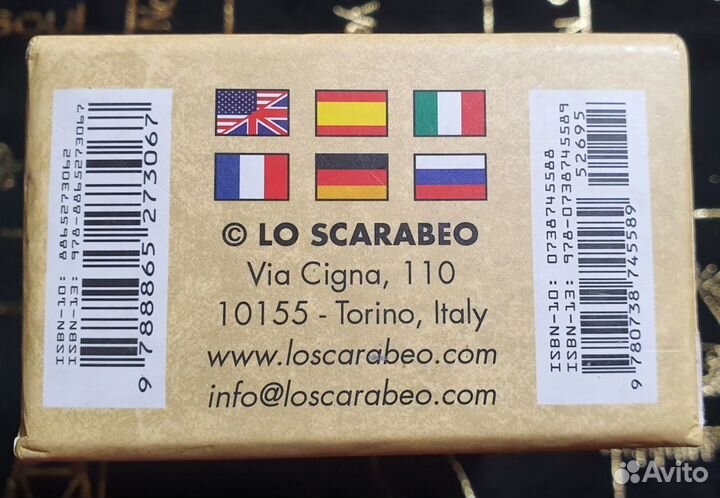 ISBN-10: 8865273062
ISBN-13: 978-8865273067
9 788865 273067
© LO SCARABEO
Via Cigna, 110
10155 - Torino, Italy
www.loscarabeo.com
info@loscarabeo.com
ISBN-10: 0738745588
ISBN-13: 978-0738745589
52695
9 780738 745589
Avito